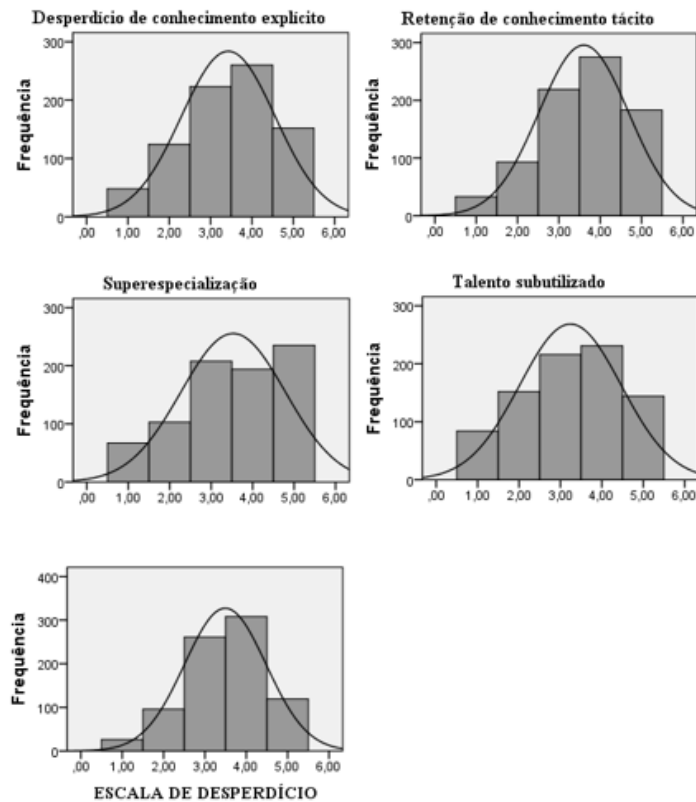 Desperdício de conhecimento explícito
Frequência
300
200
100
0
,00 1,00 2,00 3,00 4,00 5,00 6,00
Retenção de conhecimento tácito
Frequência
300
200
100
0
,00 1,00 2,00 3,00 4,00 5,00 6,00
Superespecialização
Frequência
300
200
100
0
,00 1,00 2,00 3,00 4,00 5,00 6,00
Talento subutilizado
Frequência
300
200
100
0
,00 1,00 2,00 3,00 4,00 5,00 6,00
Frequência
400
300
200
100
0
,00 1,00 2,00 3,00 4,00 5,00 6,00
ESCALA DE DESPERDÍCIO